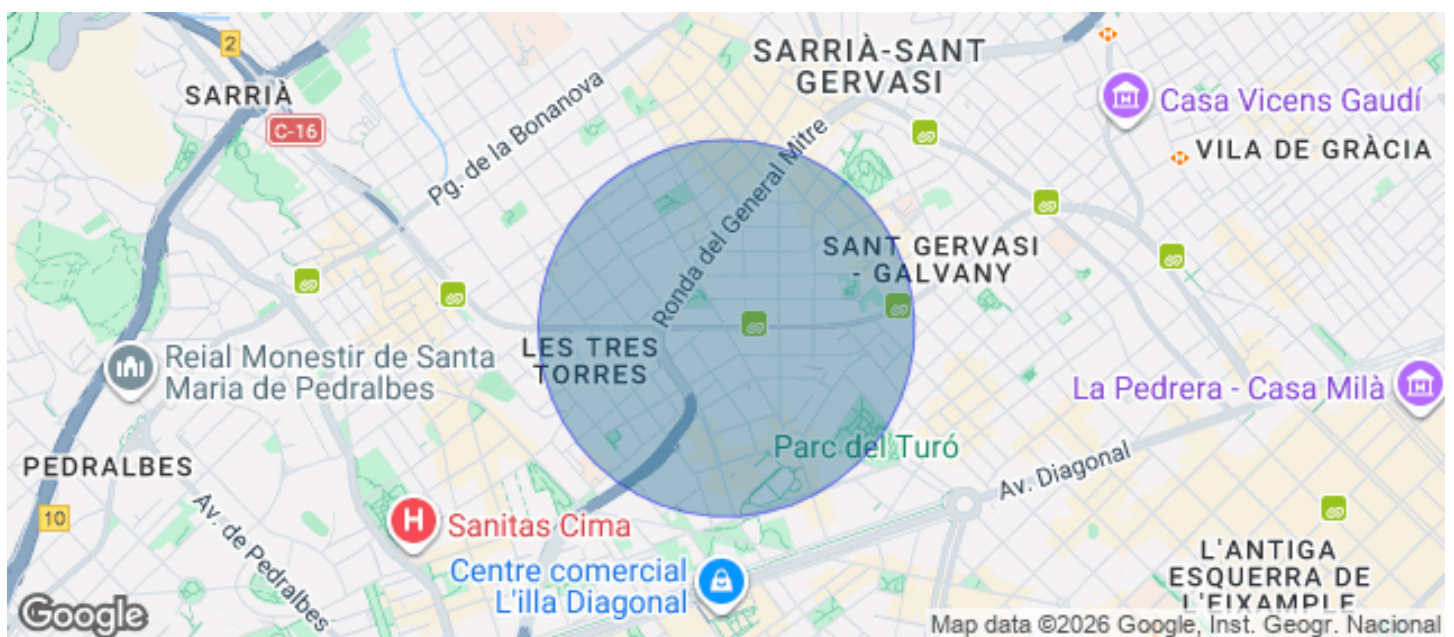 2
SARRIÀ
C-16
Pg. de la Bonanova
SARRIÀ-SANT
GERVASI
Casa Vicens Gaudí
VILA DE GRÀCIA
Ronda del General Mitre
SANT GERVASI
- GALVANY
LES TRES
TORRES
Reial Monestir de Santa
Maria de Pedralbes
La Pedrera - Casa Milà
PEDRALBES
Parc del Turó
Av. Diagonal
10
Av. de Pedralbes
H
Sanitas Cima
Centre comercial
L'illa Diagonal
L'ANTIGA
ESQUERRA DE
L'EIXAMPLE
Google
Map data ©2026 Google, Inst. Geogr. Nacional